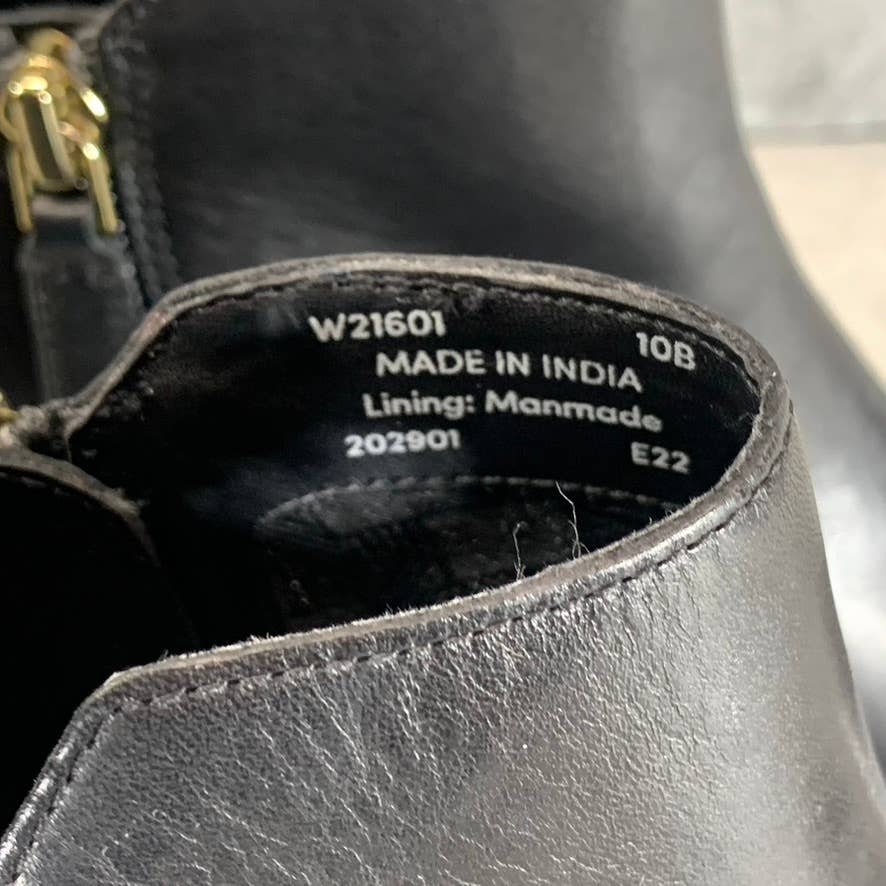 W21601 10B
MADE IN INDIA
Lining: Manmade
202901 E22